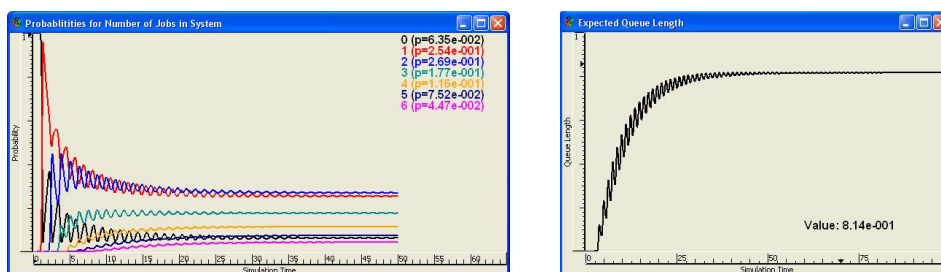 Probablitities for Number of Jobs in System
1
0 (p=6.35e-002)
1 (p=2.54e-001)
2 (p=2.69e-001)
3 (p=1.77e-001)
4 (p=1.16e-001)
5 (p=7.52e-002)
6 (p=4.47e-002)
Probability
0 5 10 15 20 25 30 35 40 45 50 55 60
Simulation Time
Expected Queue Length
1
Queue Length
Value: 8.14e-001
0 25 50 75
Simulation Time